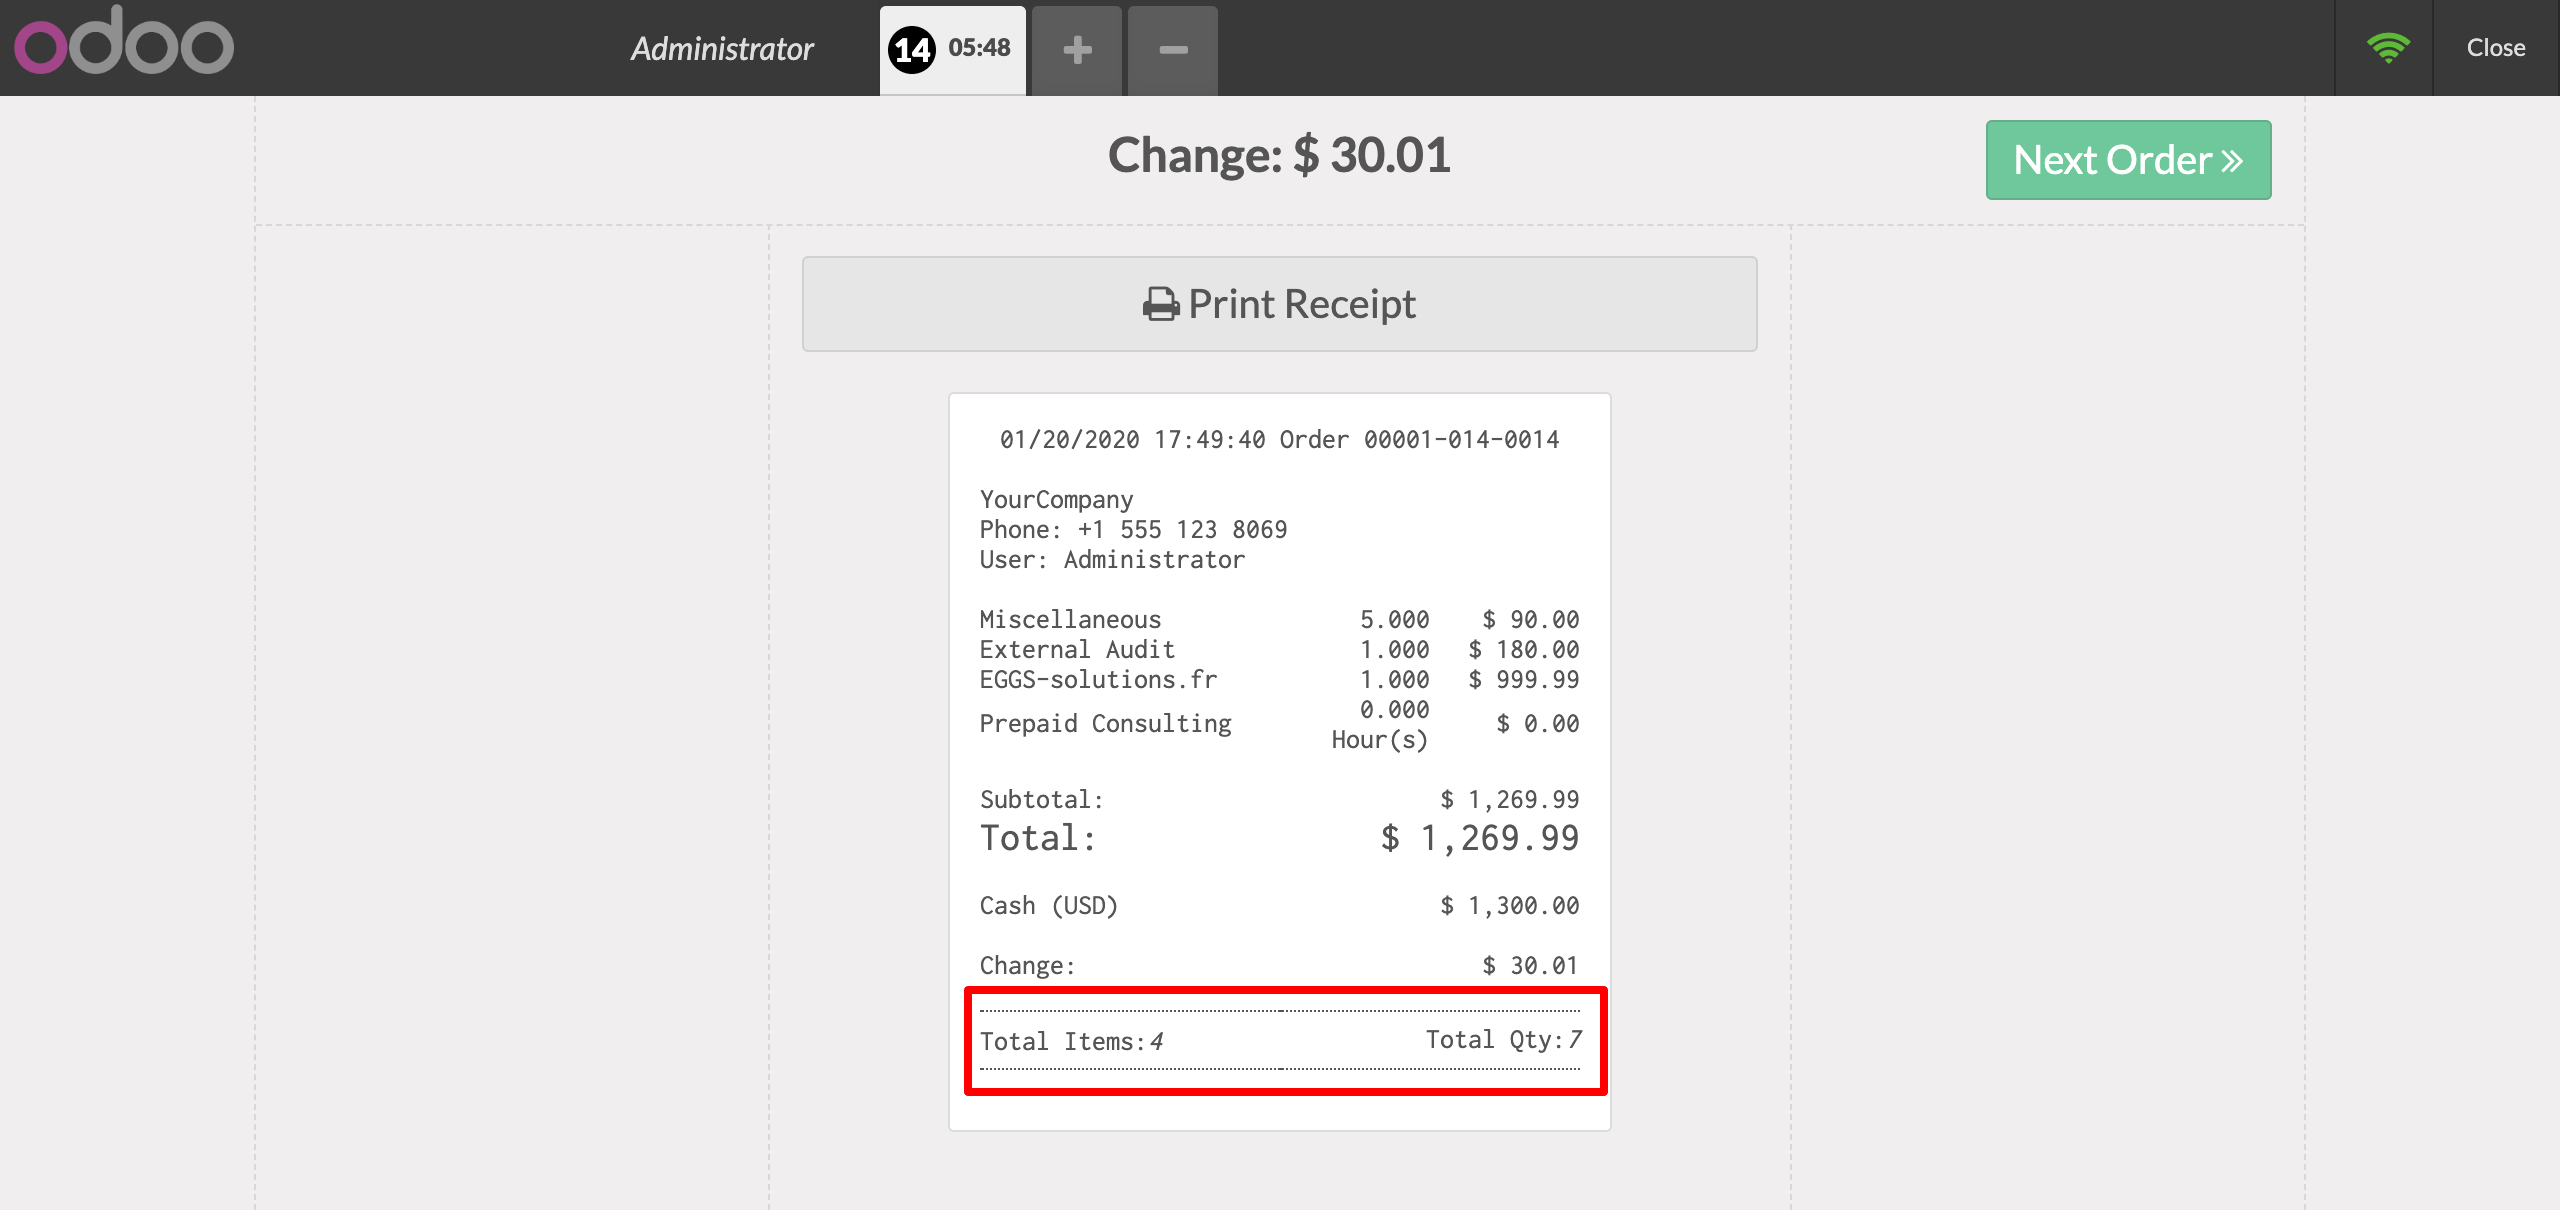 odoo
Administrator
14 05:48
+
−
Close
Change: $ 30.01
Next Order »
Print Receipt
01/20/2020 17:49:40 Order 00001-014-0014
YourCompany
Phone: +1 555 123 8069
User: Administrator
Miscellaneous 5.000 $ 90.00
External Audit 1.000 $ 180.00
EGGS-solutions.fr 1.000 $ 999.99
Prepaid Consulting 0.000 Hour(s) $ 0.00
Subtotal: $ 1,269.99
Total: $ 1,269.99
Cash (USD) $ 1,300.00
Change: $ 30.01
Total Items:4 Total Qty:7